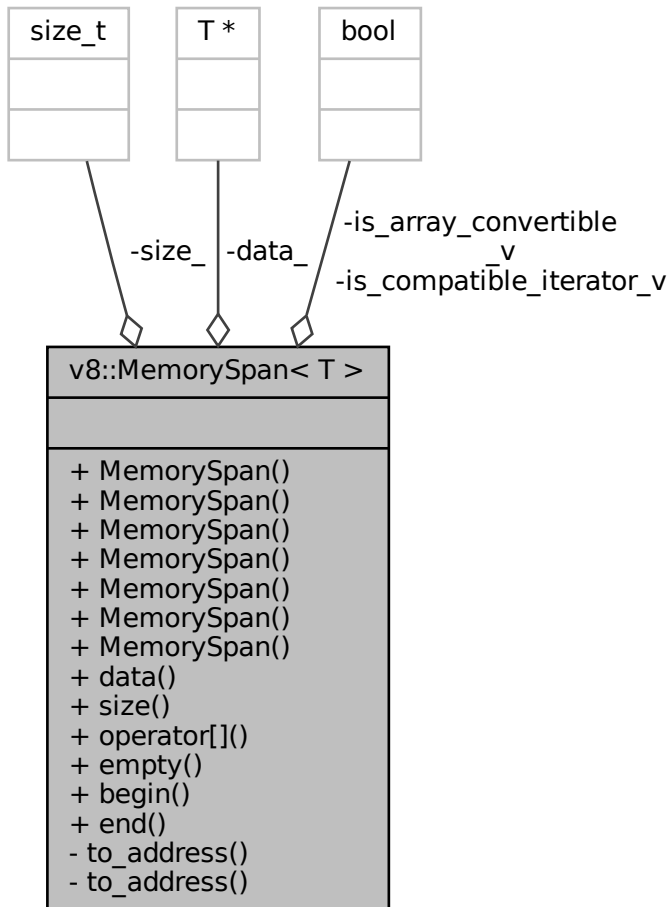 size_t
T *
bool
-size_
-data_
-is_array_convertible
_v
-is_compatible_iterator_v
v8::MemorySpan< T >
+ MemorySpan()
+ MemorySpan()
+ MemorySpan()
+ MemorySpan()
+ MemorySpan()
+ MemorySpan()
+ MemorySpan()
+ data()
+ size()
+ operator[]()
+ empty()
+ begin()
+ end()
- to_address()
- to_address()